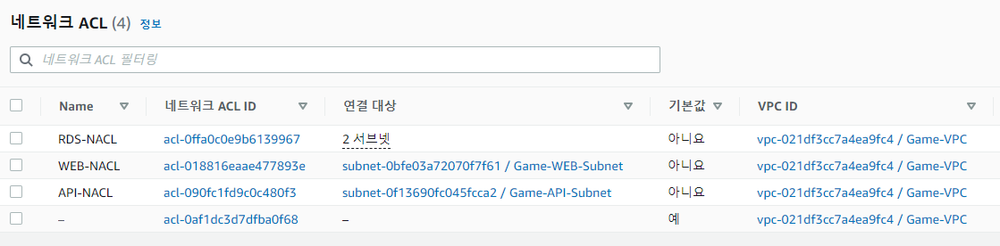 네트워크 ACL (4) 정보
네트워크 ACL 필터링
Name 네트워크 ACL ID 연결 대상 기본값 VPC ID
RDS-NACL acl-0ffa0c0e9b6139967 2 서브넷 아니요 vpc-021df3cc7a4ea9fc4 / Game-VPC
WEB-NACL acl-018816eaae477893e subnet-0bfe03a72070f7f61 / Game-WEB-Subnet 아니요 vpc-021df3cc7a4ea9fc4 / Game-VPC
API-NACL acl-090fc1fd9c0c480f3 subnet-0f13690fc045fcca2 / Game-API-Subnet 아니요 vpc-021df3cc7a4ea9fc4 / Game-VPC
– acl-0af1dc3d7dfba0f68 – 예 vpc-021df3cc7a4ea9fc4 / Game-VPC